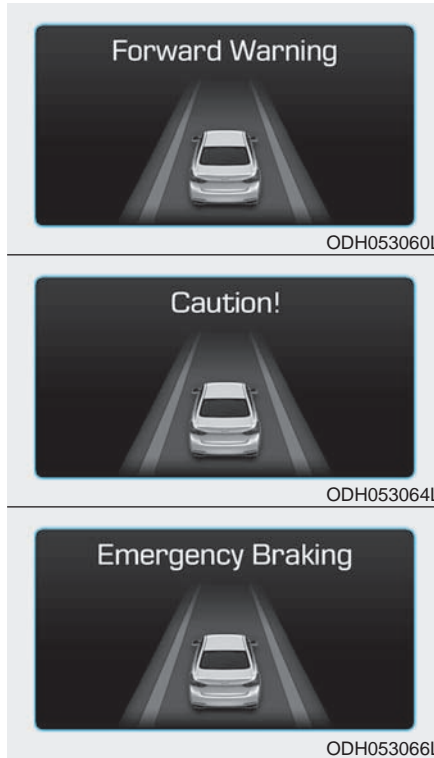 Forward Warning
ODH053060L
Caution!
ODH053064L
Emergency Braking
ODH053066L